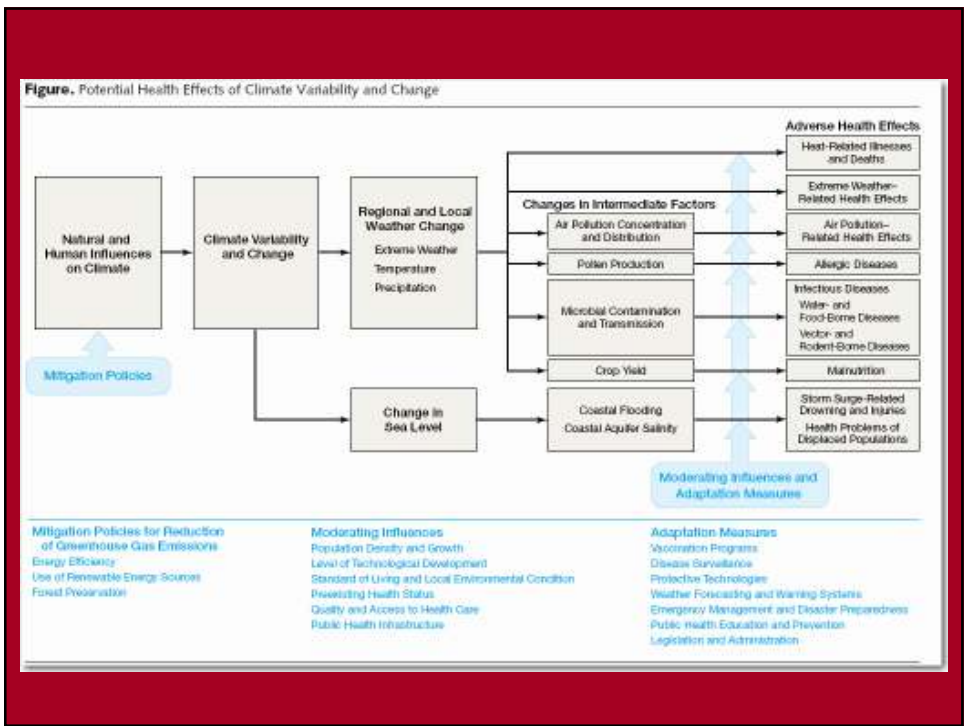 Figure. Potential Health Effects of Climate Variability and Change
Adverse Health Effects
Heat-Related Illnesses
and Deaths
Extreme Weather–
Related Health Effects
Changes in Intermediate Factors
Natural and
Human Influences
on Climate
Climate Variability
and Change
Regional and Local
Weather Change
Extreme Weather
Temperature
Precipitation
Air Pollution Concentration
and Distribution
Air Pollution–
Related Health Effects
Pollen Production
Allergic Diseases
Microbial Contamination
and Transmission
Infectious Diseases
Water- and
Food-Borne Diseases
Vector- and
Rodent-Borne Diseases
Crop Yield
Malnutrition
Mitigation Policies
Change in
Sea Level
Coastal Flooding
Coastal Aquifer Salinity
Storm Surge-Related
Drowning and Injuries
Health Problems of
Displaced Populations
Moderating Influences and
Adaptation Measures
Mitigation Policies for Reduction
of Greenhouse Gas Emissions
Energy Efficiency
Use of Renewable Energy Sources
Forest Preservation
Moderating Influences
Population Density and Growth
Level of Technological Development
Standard of Living and Local Environmental Condition
Preexisting Health Status
Quality and Access to Health Care
Public Health Infrastructure
Adaptation Measures
Vaccination Programs
Disease Surveillance
Protective Technologies
Weather Forecasting and Warning Systems
Emergency Management and Disaster Preparedness
Public Health Education and Prevention
Legislation and Administration